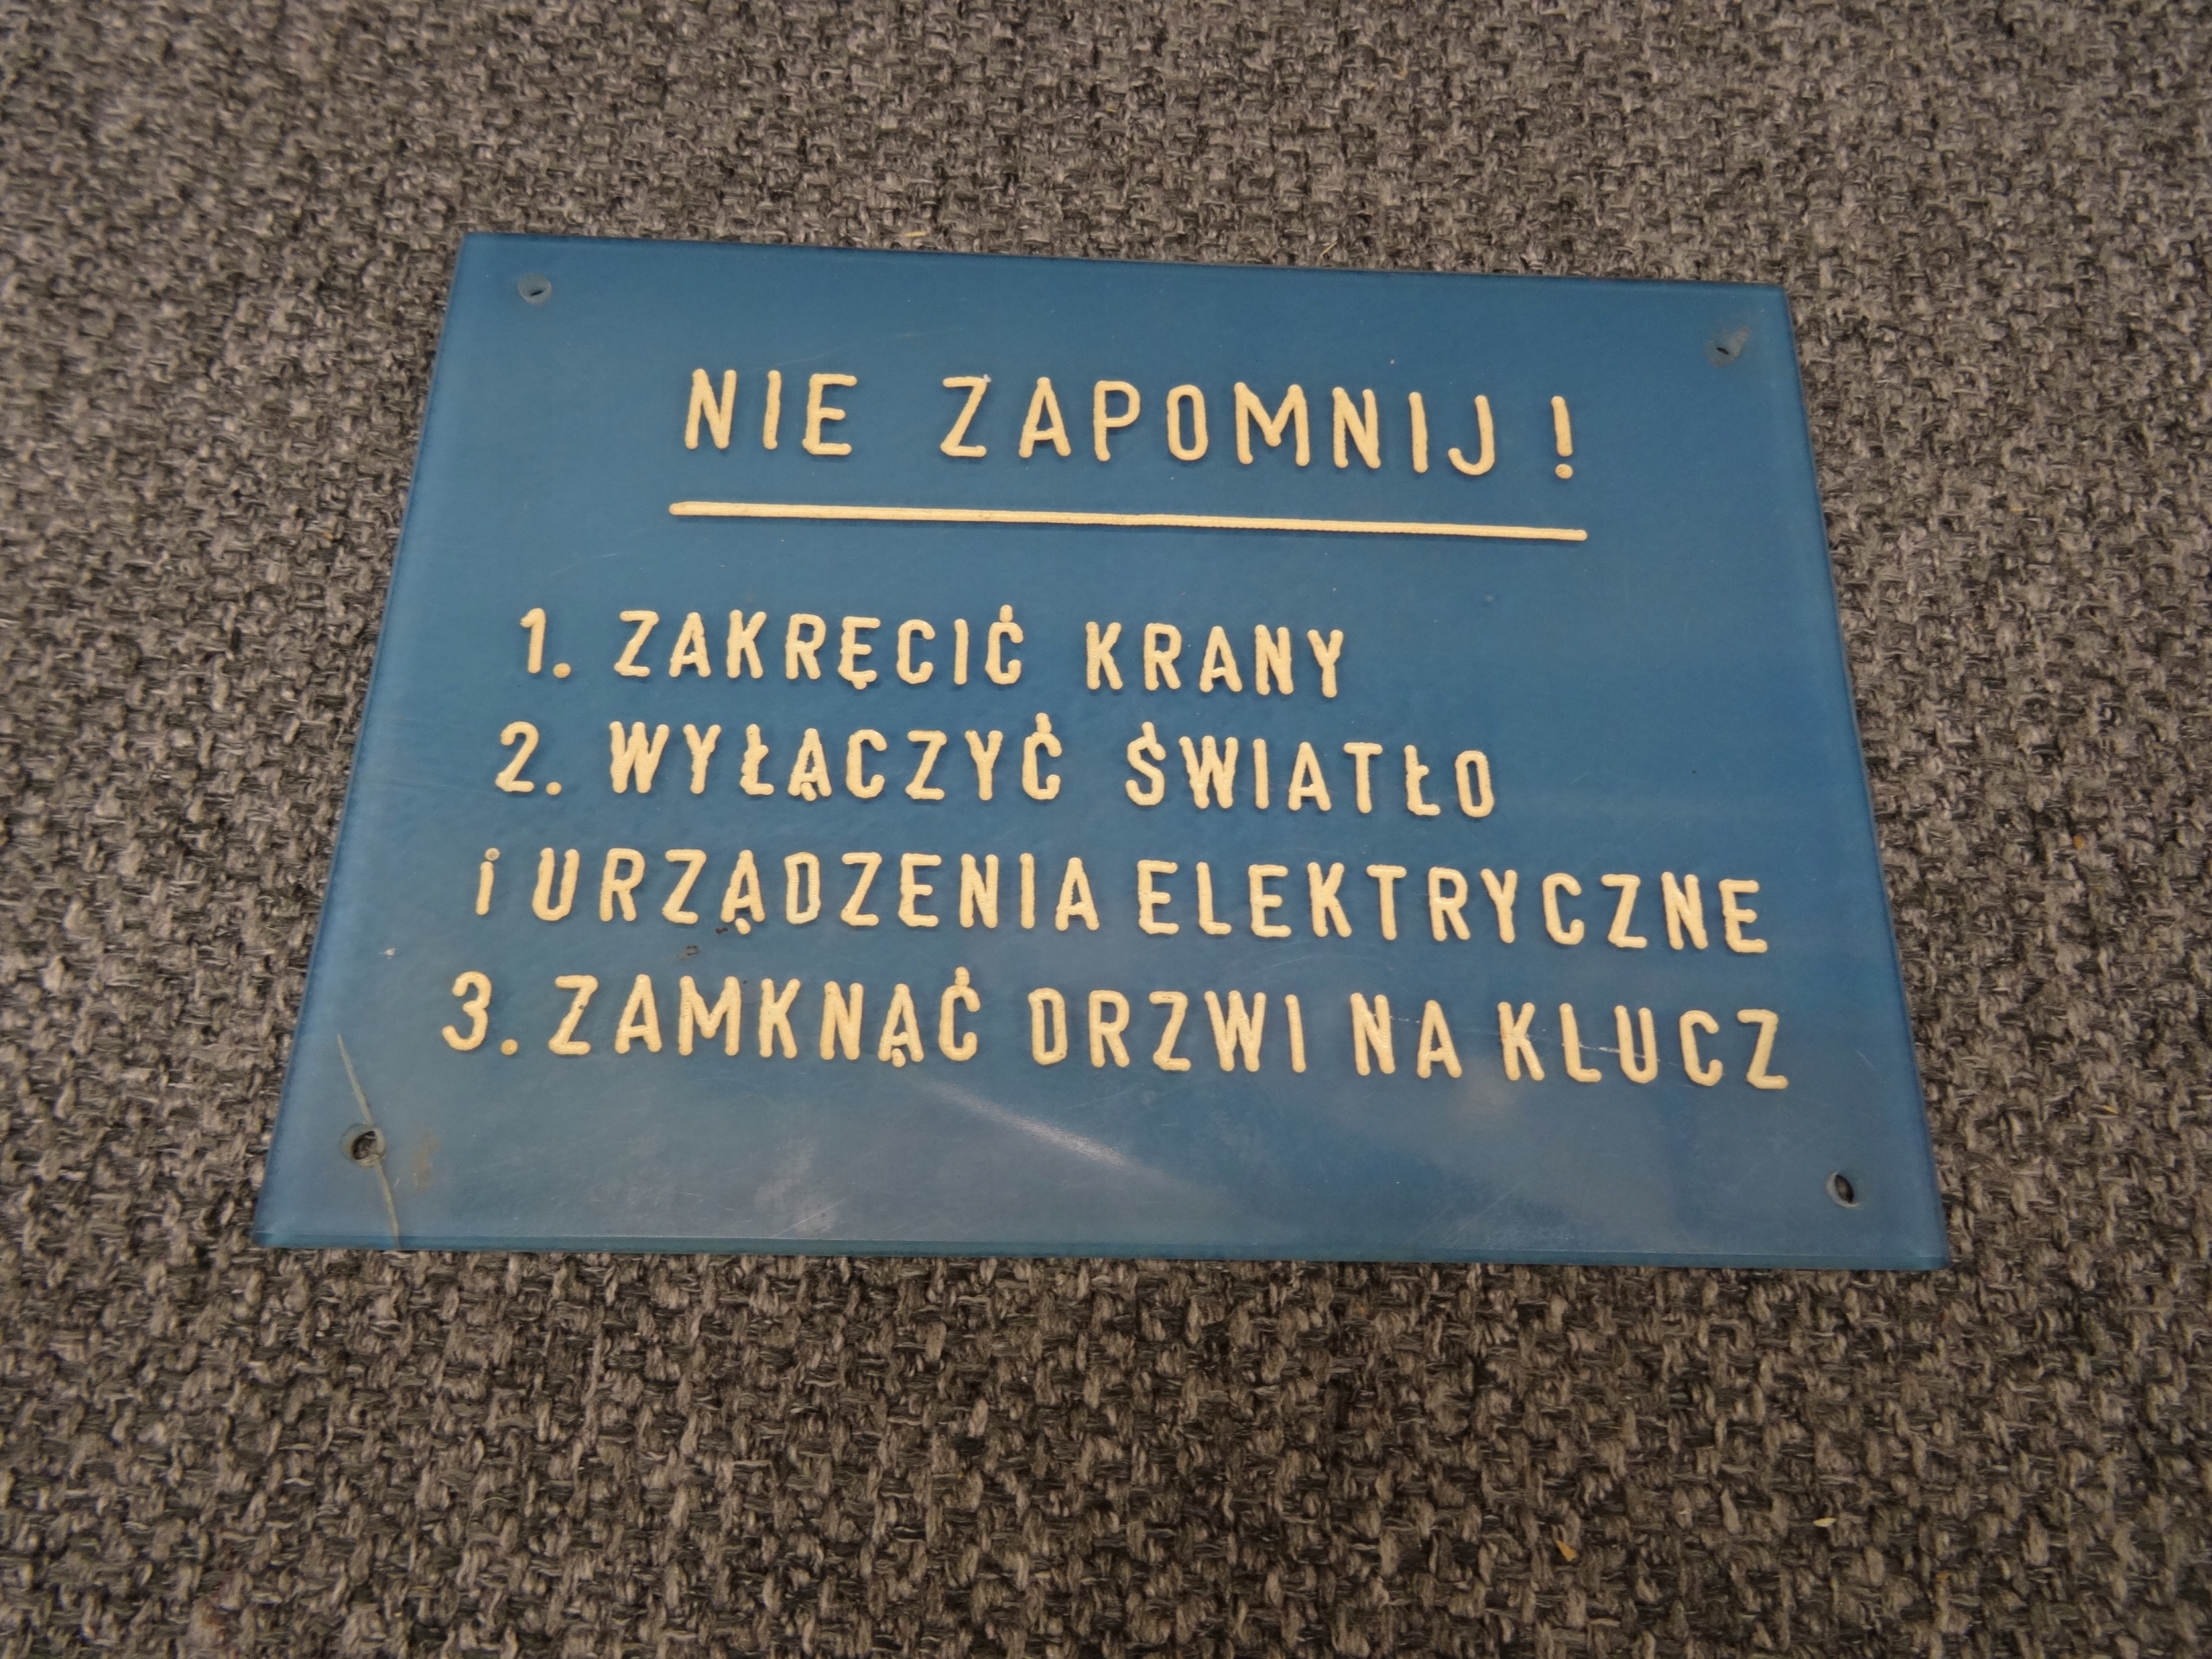 NIE ZAPOMNIJ !
1. ZAKRĘCIĆ KRANY
2. WYŁĄCZYĆ ŚWIATŁO
i URZĄDZENIA ELEKTRYCZNE
3. ZAMKNĄĆ DRZWI NA KLUCZ